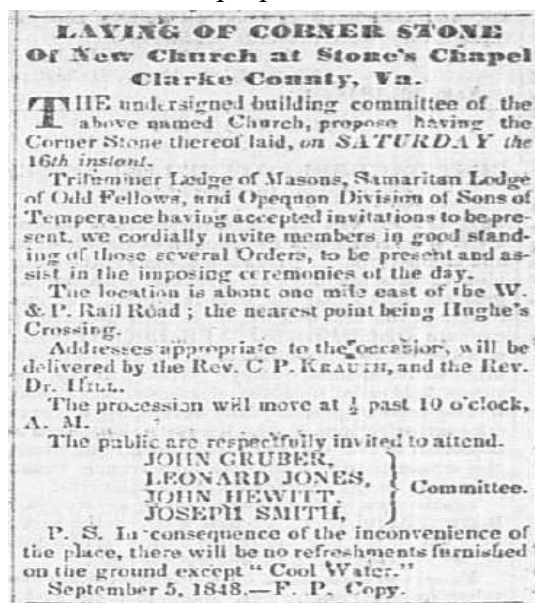 LAYING OF CORNER STONE
Of New Church at Stone's Chapel
Clarke County, Va.
THE undersigned building committee of the
above named Church, propose having the
Corner Stone thereof laid, on SATURDAY the
16th instant.
Triluminer Lodge of Masons, Samaritan Lodge
of Odd Fellows, and Opequon Division of Sons of
Temperance having accepted invitations to be pre-
sent, we cordially invite members in good stand-
ing of those several Orders, to be present and as-
sist in the imposing ceremonies of the day.
The location is about one mile east of the W.
& P. Rail Road; the nearest point being Hughe's
Crossing.
Addresses appropriate to the occasion, will be
delivered by the Rev. C P. KRAUTH, and the Rev.
Dr. HILL.
The procession will move at ½ past 10 o'clock,
A. M.
The public are respectfully invited to attend.
JOHN GRUBER,
LEONARD JONES,
JOHN HEWITT,
JOSEPH SMITH,
Committee.
P. S. In consequence of the inconvenience of
the place, there will be no refreshments furnished
on the ground except "Cool Water."
September 5, 1848.—F. P. Copy.